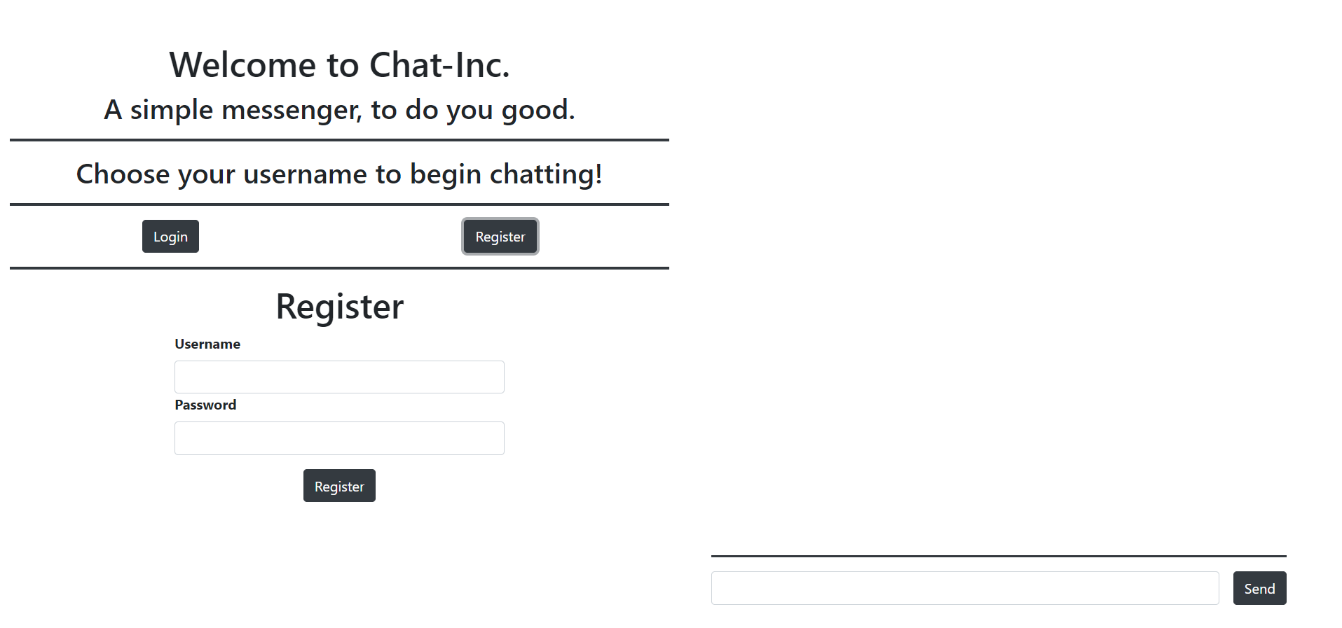 Welcome to Chat-Inc.
A simple messenger, to do you good.
Choose your username to begin chatting!
Login
Register
Register
Username
Password
Register
Send